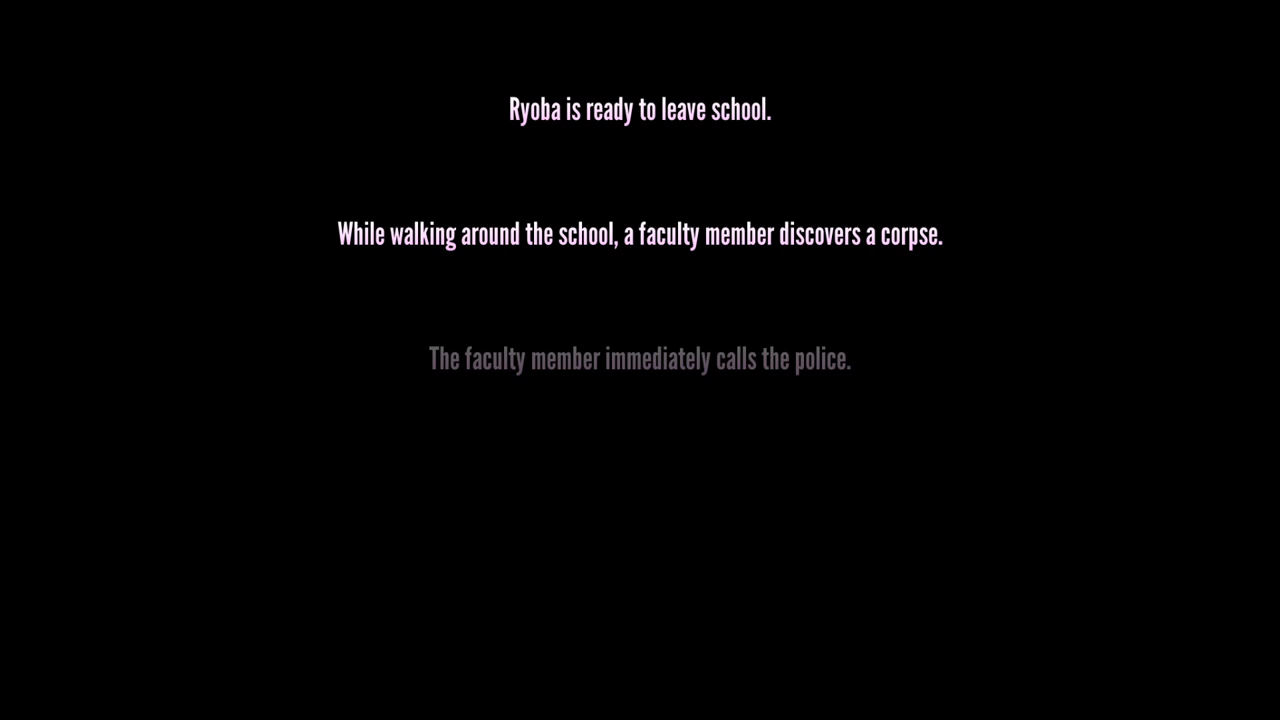 Ryoba is ready to leave school.
While walking around the school, a faculty member discovers a corpse.
The faculty member immediately calls the police.